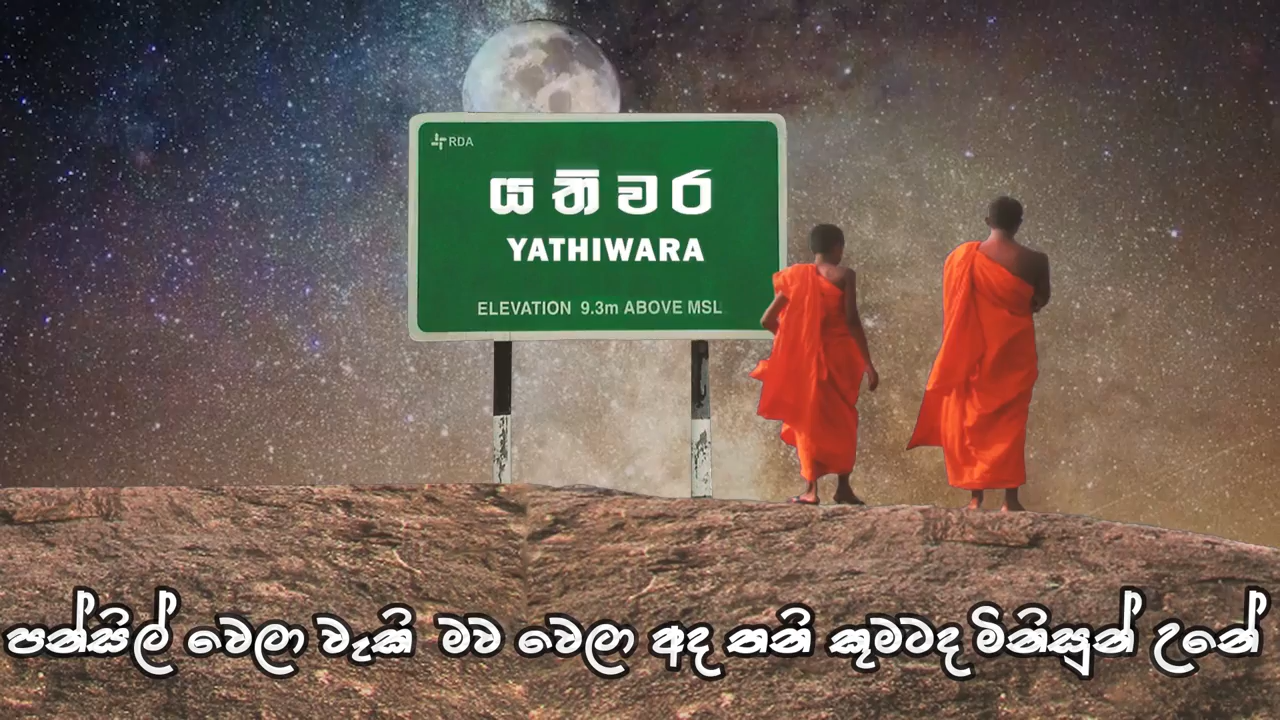 RDA
යතිවර
YATHIWARA
ELEVATION 9.3m ABOVE MSL
පන්සිල් වෙලා වැකි මව වෙලා අද තනි කුමටද මිනිසුන් උනේ